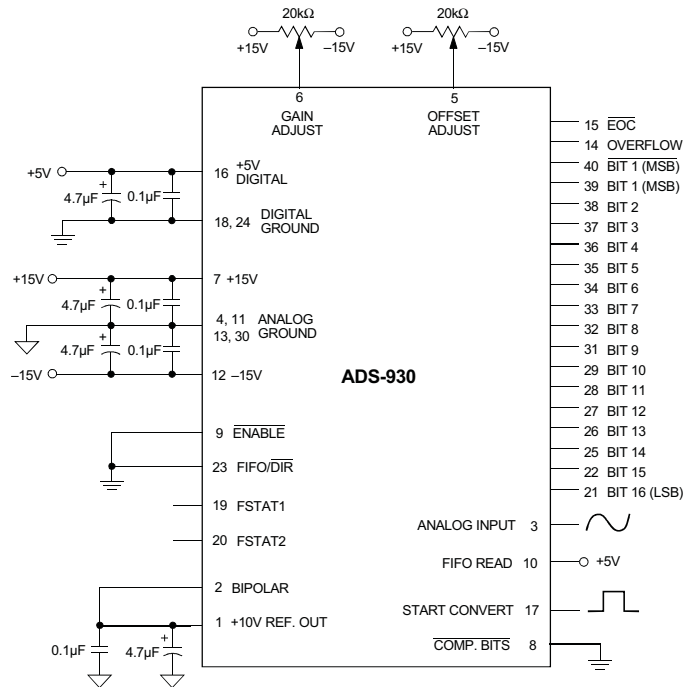 20kΩ
+15V
–15V
20kΩ
+15V
–15V
6
GAIN
ADJUST
5
OFFSET
ADJUST
+5V
+
4.7µF
0.1µF
16 +5V
DIGITAL
18, 24 DIGITAL
GROUND
+15V
+
4.7µF
0.1µF
7 +15V
4, 11 ANALOG
13, 30 GROUND
+
4.7µF
0.1µF
–15V
12 –15V
ADS-930
9 ENABLE
23 FIFO/DIR
19 FSTAT1
20 FSTAT2
2 BIPOLAR
1 +10V REF. OUT
0.1µF
+
4.7µF
15 EOC
14 OVERFLOW
40 BIT 1 (MSB)
39 BIT 1 (MSB)
38 BIT 2
37 BIT 3
36 BIT 4
35 BIT 5
34 BIT 6
33 BIT 7
32 BIT 8
31 BIT 9
29 BIT 10
28 BIT 11
27 BIT 12
26 BIT 13
25 BIT 14
22 BIT 15
21 BIT 16 (LSB)
ANALOG INPUT 3
FIFO READ 10
+5V
START CONVERT 17
COMP. BITS 8